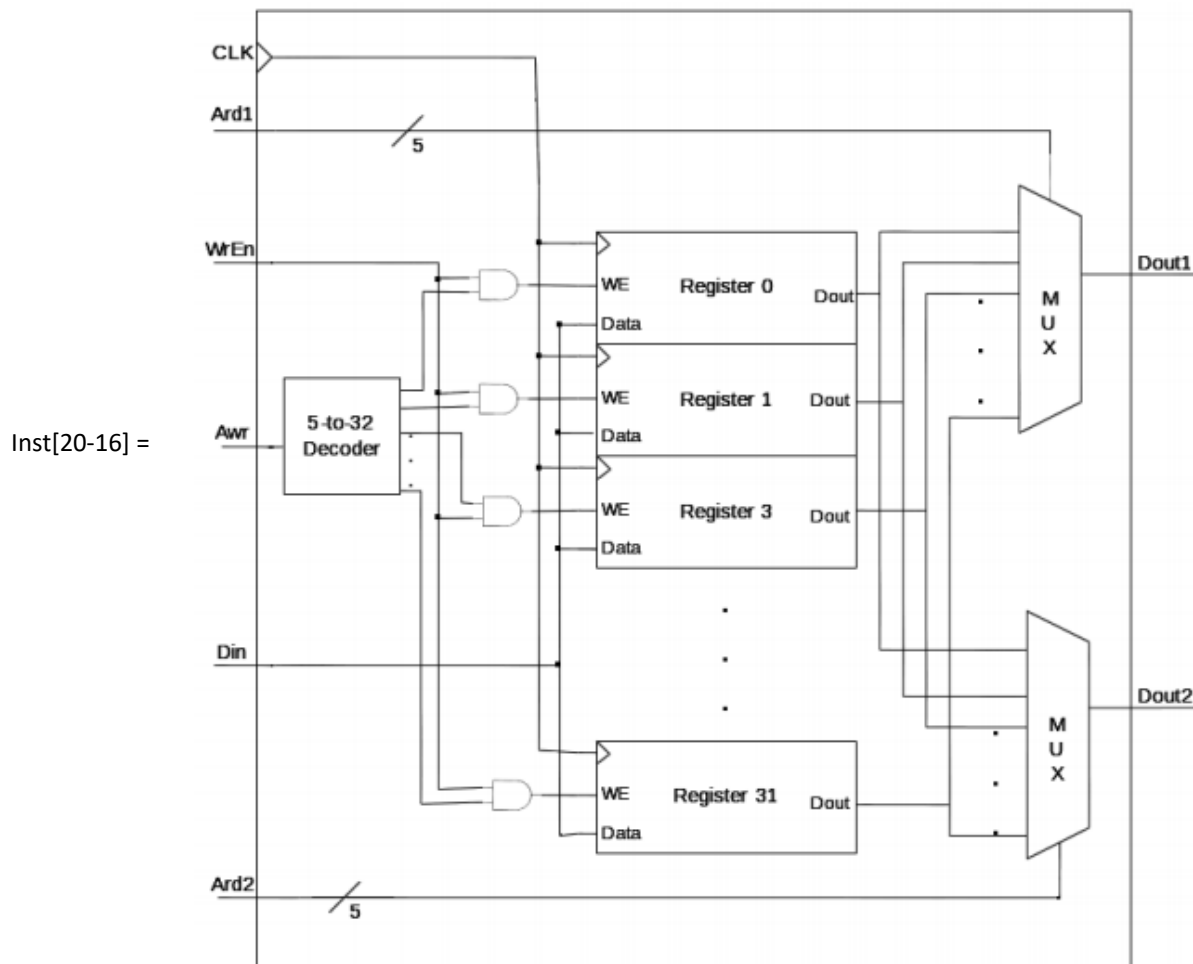 CLK
Ard1
5
WrEn
WE
Register 0
Dout
Data
M
U
X
Dout1
WE
Register 1
Dout
Data
5-to-32
Decoder
Inst[20-16] =
Awr
WE
Register 3
Dout
Data
Din
M
U
X
Dout2
WE
Register 31
Dout
Data
Ard2
5